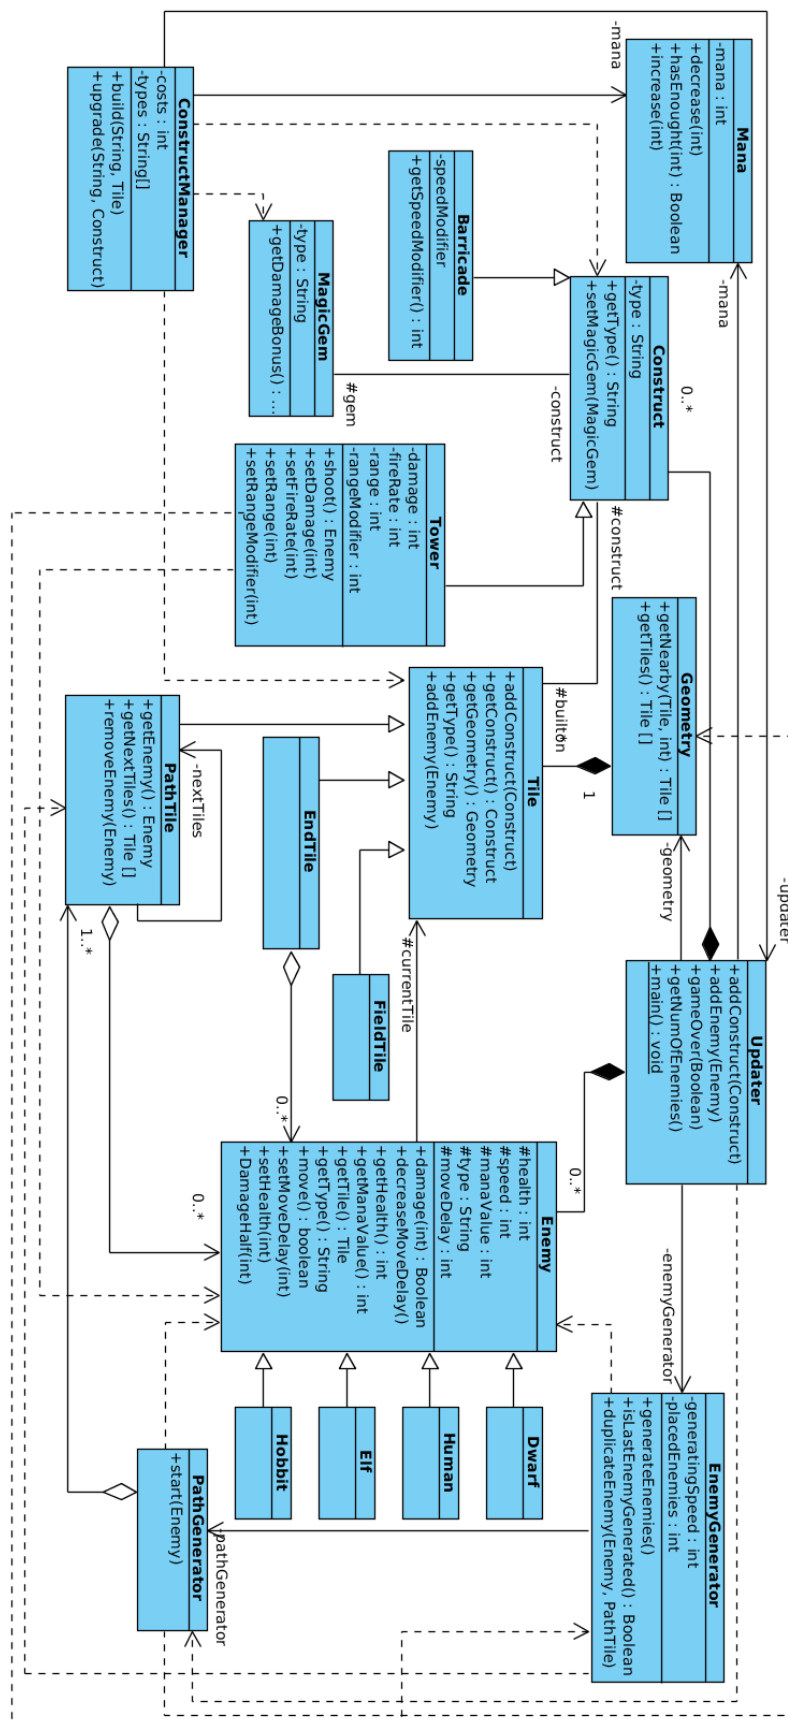 Mana
-mana : int
+decrease(int)
+hasEnought(int) : Boolean
+increase(int)
-mana
-mana
ConstructManager
-costs : int
-types : String[]
+build(String, Tile)
+upgrade(String, Construct)
Barricade
-speedModifier
+getSpeedModifier() : int
MagicGem
-type : String
+getDamageBonus() : ...
#gem
Construct
-type : String
+getType() : String
+setMagicGem(MagicGem)
0..*
-construct
#construct
Tower
-damage : int
-fireRate : int
-range : int
-rangeModifier : int
+shoot() : Enemy
+setDamage(int)
+setFireRate(int)
+setRange(int)
+setRangeModifier(int)
Geometry
+getNearby(Tile, int) : Tile []
+getTiles() : Tile []
1
-geometry
Tile
+addConstruct(Construct)
+getConstruct() : Construct
+getGeometry() : Geometry
+getType() : String
+addEnemy(Enemy)
#builton
#currentTile
PathTile
+getEnemy() : Enemy
+getNextTiles() : Tile []
+removeEnemy(Enemy)
-nextTiles
1..*
EndTile
FieldTile
-updater
Updater
+addConstruct(Construct)
+addEnemy(Enemy)
+gameOver(Boolean)
+getNumOfEnemies()
+main() : void
0..*
0..*
0..*
Enemy
#health : int
#speed : int
#manaValue : int
#type : String
#moveDelay : int
+damage(int) : Boolean
+decreaseMoveDelay()
+getHealth() : int
+getManaValue() : int
+getTile() : Tile
+getType() : String
+move() : boolean
+setMoveDelay(int)
+setHealth(int)
+DamageHalf(int)
Dwarf
Human
Elf
Hobbit
-enemyGenerator
EnemyGenerator
-generatingSpeed : int
-placedEnemies : int
+generateEnemies()
+isLastEnemyGenerated() : Boolean
+duplicateEnemy(Enemy, PathTile)
-pathGenerator
PathGenerator
+start(Enemy)